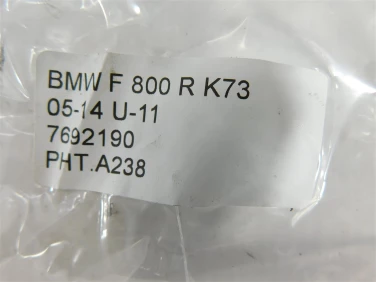 BMW F 800 R K73
05-14 U-11
7692190
PHT.A238